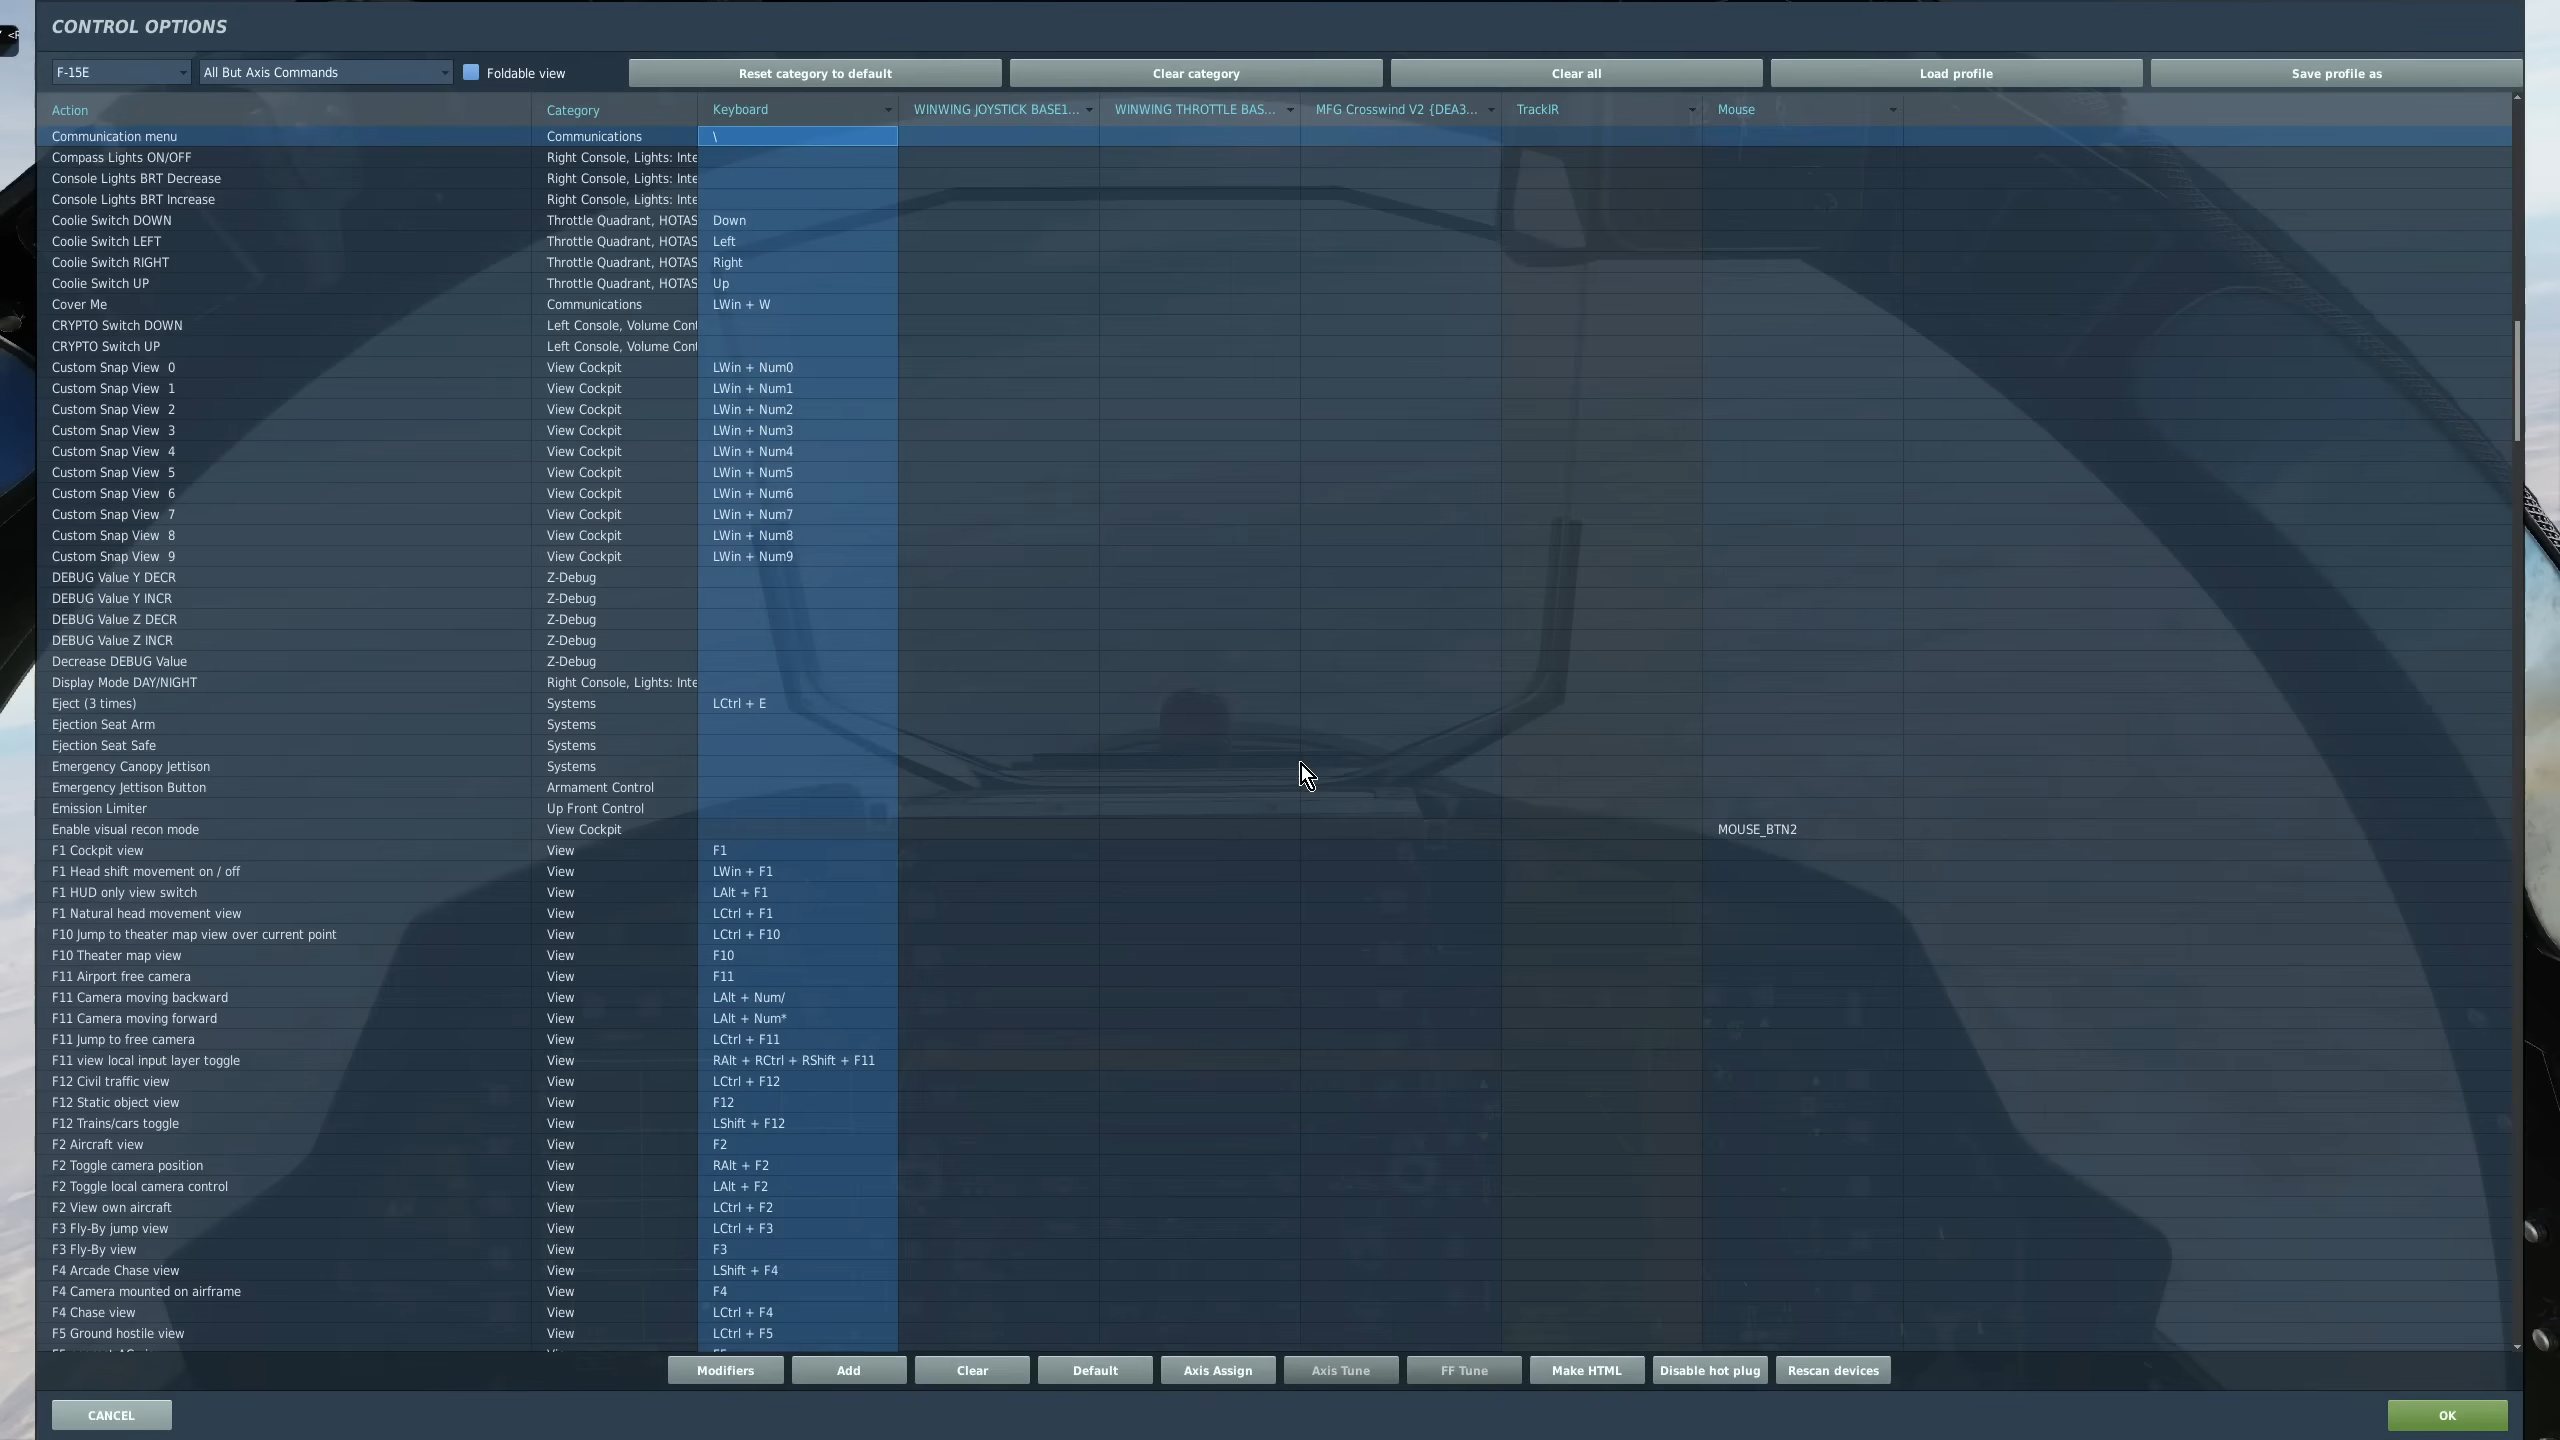 CONTROL OPTIONS
F-15E All But Axis Commands Foldable view Reset category to default Clear category Clear all Load profile Save profile as
Action Category Keyboard WINWING JOYSTICK BASE1... WINWING THROTTLE BAS... MFG Crosswind V2 {DEA3... TrackIR Mouse
Communication menu Communications \
Compass Lights ON/OFF Right Console, Lights: Inte
Console Lights BRT Decrease Right Console, Lights: Inte
Console Lights BRT Increase Right Console, Lights: Inte
Coolie Switch DOWN Throttle Quadrant, HOTAS Down
Coolie Switch LEFT Throttle Quadrant, HOTAS Left
Coolie Switch RIGHT Throttle Quadrant, HOTAS Right
Coolie Switch UP Throttle Quadrant, HOTAS Up
Cover Me Communications LWin + W
CRYPTO Switch DOWN Left Console, Volume Cont
CRYPTO Switch UP Left Console, Volume Cont
Custom Snap View 0 View Cockpit LWin + Num0
Custom Snap View 1 View Cockpit LWin + Num1
Custom Snap View 2 View Cockpit LWin + Num2
Custom Snap View 3 View Cockpit LWin + Num3
Custom Snap View 4 View Cockpit LWin + Num4
Custom Snap View 5 View Cockpit LWin + Num5
Custom Snap View 6 View Cockpit LWin + Num6
Custom Snap View 7 View Cockpit LWin + Num7
Custom Snap View 8 View Cockpit LWin + Num8
Custom Snap View 9 View Cockpit LWin + Num9
DEBUG Value Y DECR Z-Debug
DEBUG Value Y INCR Z-Debug
DEBUG Value Z DECR Z-Debug
DEBUG Value Z INCR Z-Debug
Decrease DEBUG Value Z-Debug
Display Mode DAY/NIGHT Right Console, Lights: Inte
Eject (3 times) Systems LCtrl + E
Ejection Seat Arm Systems
Ejection Seat Safe Systems
Emergency Canopy Jettison Systems
Emergency Jettison Button Armament Control
Emission Limiter Up Front Control
Enable visual recon mode View Cockpit MOUSE_BTN2
F1 Cockpit view View F1
F1 Head shift movement on / off View LWin + F1
F1 HUD only view switch View LAlt + F1
F1 Natural head movement view View LCtrl + F1
F10 Jump to theater map view over current point View LCtrl + F10
F10 Theater map view View F10
F11 Airport free camera View F11
F11 Camera moving backward View LAlt + Num/
F11 Camera moving forward View LAlt + Num*
F11 Jump to free camera View LCtrl + F11
F11 view local input layer toggle View RAlt + RCtrl + RShift + F11
F12 Civil traffic view View LCtrl + F12
F12 Static object view View F12
F12 Trains/cars toggle View LShift + F12
F2 Aircraft view View F2
F2 Toggle camera position View RAlt + F2
F2 Toggle local camera control View LAlt + F2
F2 View own aircraft View LCtrl + F2
F3 Fly-By jump view View LCtrl + F3
F3 Fly-By view View F3
F4 Arcade Chase view View LShift + F4
F4 Camera mounted on airframe View F4
F4 Chase view View LCtrl + F4
F5 Ground hostile view View LCtrl + F5
Modifiers Add Clear Default Axis Assign Axis Tune FF Tune Make HTML Disable hot plug Rescan devices
CANCEL OK